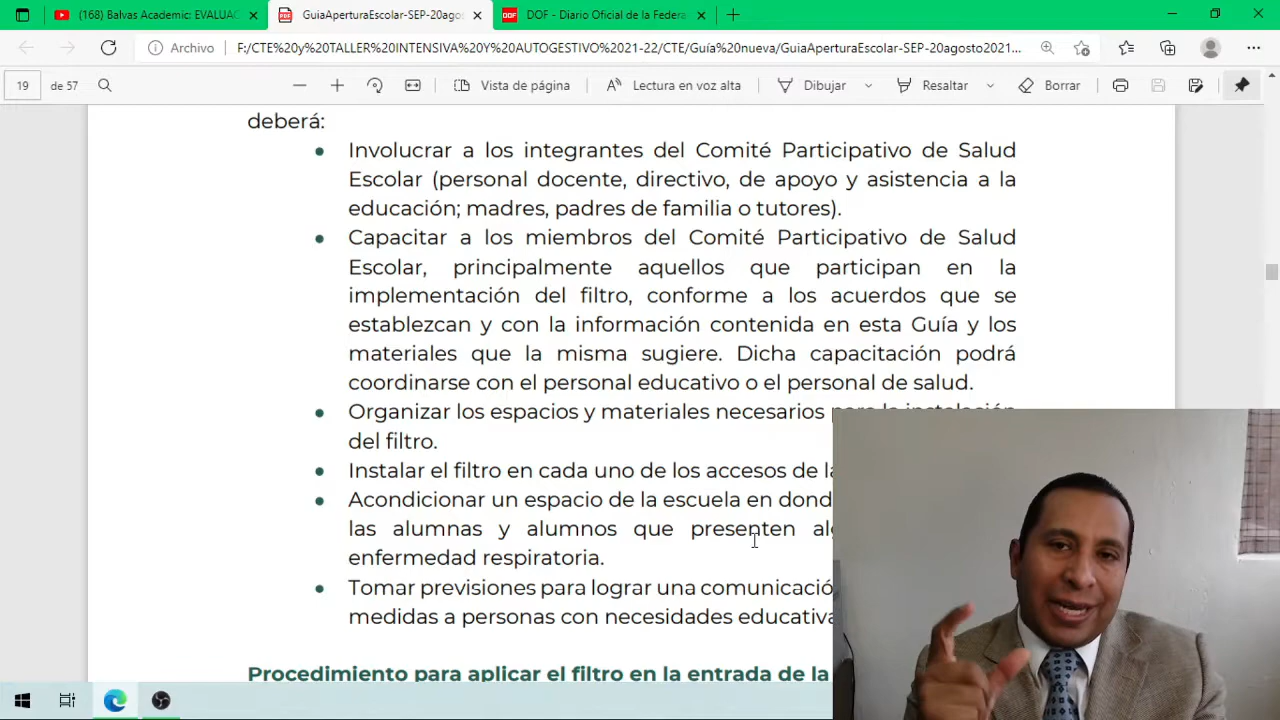 (168) Balvas Academic: EVALUAC
GuiaAperturaEscolar-SEP-20agos
DOF - Diario Oficial de la Federa
Archivo
F:/CTE%20y%20TALLER%20INTENSIVA%20Y%20AUTOGESTIVO%202021-22/CTE/Guía%20nueva/GuiaAperturaEscolar-SEP-20agosto2021...
19 de 57
Vista de página
Lectura en voz alta
Dibujar
Resaltar
Borrar
deberá:
Involucrar a los integrantes del Comité Participativo de Salud
Escolar (personal docente, directivo, de apoyo y asistencia a la
educación; madres, padres de familia o tutores).
Capacitar a los miembros del Comité Participativo de Salud
Escolar, principalmente aquellos que participan en la
implementación del filtro, conforme a los acuerdos que se
establezcan y con la información contenida en esta Guía y los
materiales que la misma sugiere. Dicha capacitación podrá
coordinarse con el personal educativo o el personal de salud.
Organizar los espacios y materiales necesarios para la instalación
del filtro.
Instalar el filtro en cada uno de los accesos de la
Acondicionar un espacio de la escuela en dond
las alumnas y alumnos que presenten alg
enfermedad respiratoria.
Tomar previsiones para lograr una comunicació
medidas a personas con necesidades educativa
Procedimiento para aplicar el filtro en la entrada de la